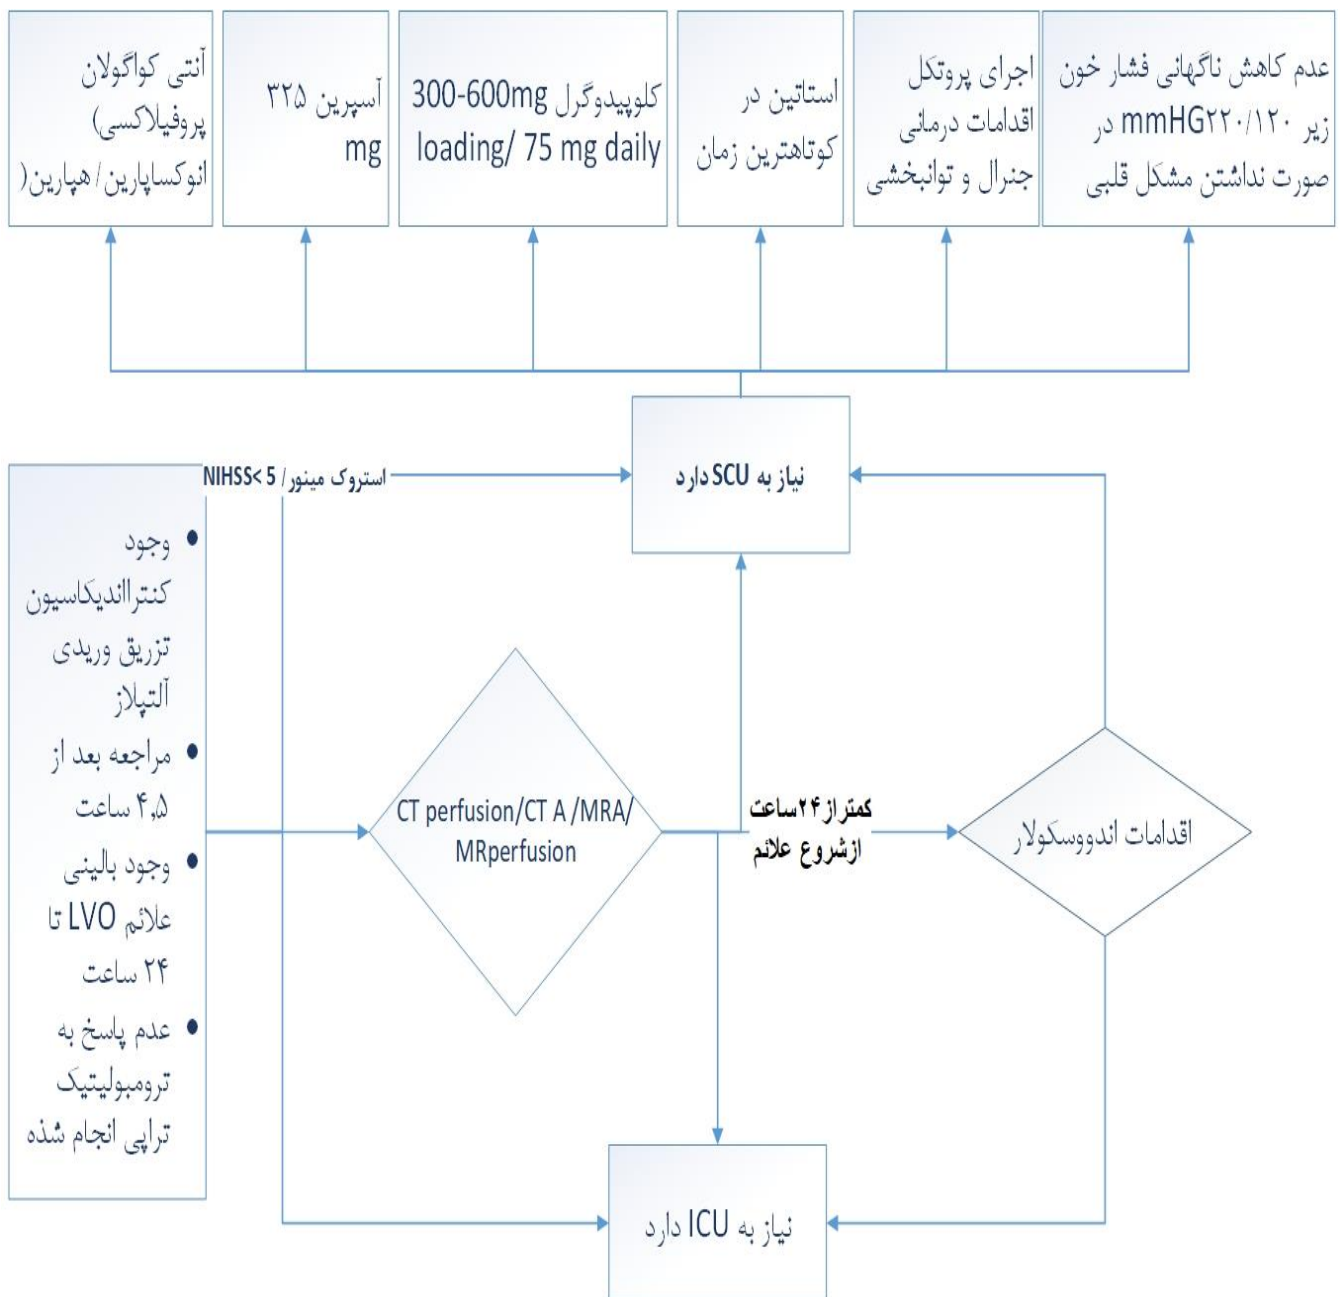 عدم کاهش ناگهانی فشار خون
زیر ۲۲۰/۱۲۰mmHG در
صورت نداشتن مشکل قلبی
اجرای پروتکل
اقدامات درمانی
جنرال و توانبخشی
استاتین در
کوتاهترین زمان
کلوپیدوگرل 300-600mg
loading/ 75 mg daily
آسپرین ۳۲۵
mg
آنتی کواگولان
پروفیلاکسی)
انوکساپارین/ هپارین(
نیاز به SCU دارد
استروک مینور/ NIHSS< 5
• وجود
کنترااندیکاسیون
تزریق وریدی
آلتپلاز
• مراجعه بعد از
۴٫۵ ساعت
• وجود بالینی
علائم LVO تا
۲۴ ساعت
• عدم پاسخ به
ترومبولیتیک
تراپی انجام شذه
CT perfusion/CT A /MRA/
MRperfusion
کمتر از ۲۴ ساعت
ازشروع علائم
اقدامات اندووسکولار
نیاز به ICU دارد